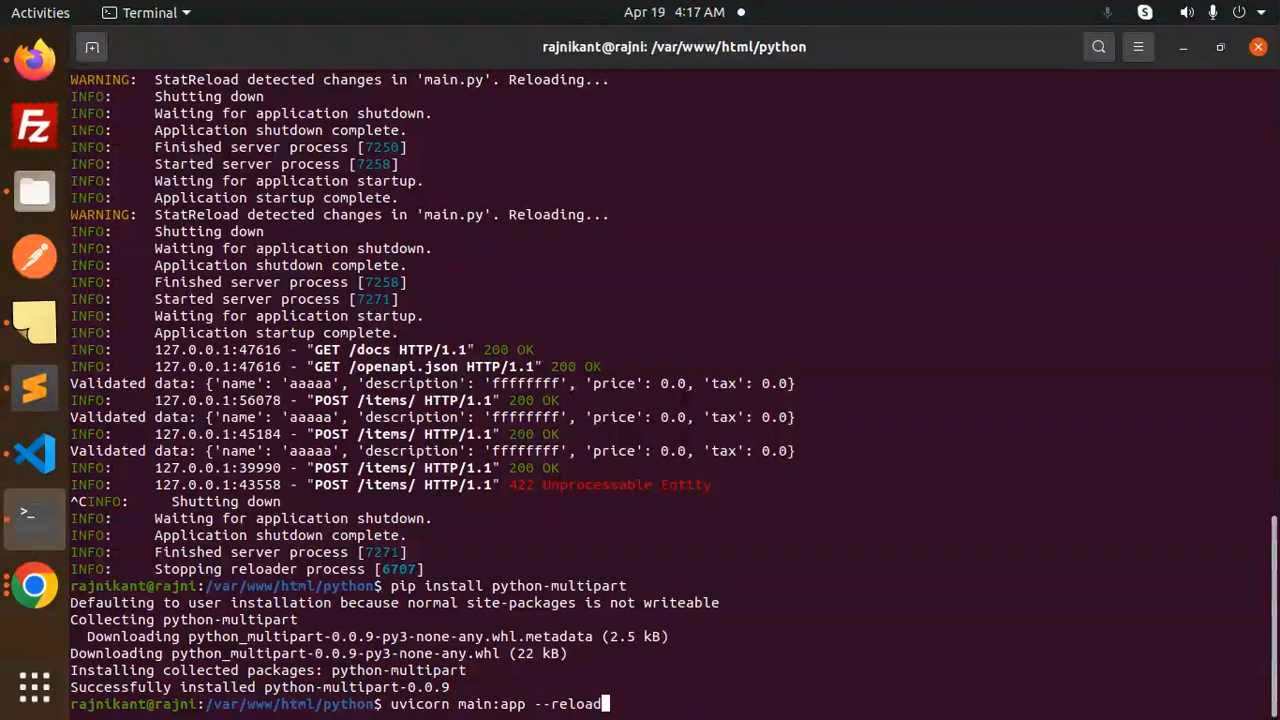 Activities
Terminal
Apr 19 4:17 AM
rajnikant@rajni: /var/www/html/python
WARNING: StatReload detected changes in 'main.py'. Reloading...
INFO: Shutting down
INFO: Waiting for application shutdown.
INFO: Application shutdown complete.
INFO: Finished server process [7250]
INFO: Started server process [7258]
INFO: Waiting for application startup.
INFO: Application startup complete.
WARNING: StatReload detected changes in 'main.py'. Reloading...
INFO: Shutting down
INFO: Waiting for application shutdown.
INFO: Application shutdown complete.
INFO: Finished server process [7258]
INFO: Started server process [7271]
INFO: Waiting for application startup.
INFO: Application startup complete.
INFO: 127.0.0.1:47616 - "GET /docs HTTP/1.1" 200 OK
INFO: 127.0.0.1:47616 - "GET /openapi.json HTTP/1.1" 200 OK
Validated data: {'name': 'aaaaa', 'description': 'ffffffff', 'price': 0.0, 'tax': 0.0}
INFO: 127.0.0.1:56078 - "POST /items/ HTTP/1.1" 200 OK
Validated data: {'name': 'aaaaa', 'description': 'ffffffff', 'price': 0.0, 'tax': 0.0}
INFO: 127.0.0.1:45184 - "POST /items/ HTTP/1.1" 200 OK
Validated data: {'name': 'aaaaa', 'description': 'ffffffff', 'price': 0.0, 'tax': 0.0}
INFO: 127.0.0.1:39990 - "POST /items/ HTTP/1.1" 200 OK
INFO: 127.0.0.1:43558 - "POST /items/ HTTP/1.1" 422 Unprocessable Entity
^CINFO: Shutting down
INFO: Waiting for application shutdown.
INFO: Application shutdown complete.
INFO: Finished server process [7271]
INFO: Stopping reloader process [6707]
rajnikant@rajni:/var/www/html/python$ pip install python-multipart
Defaulting to user installation because normal site-packages is not writeable
Collecting python-multipart
Downloading python_multipart-0.0.9-py3-none-any.whl.metadata (2.5 kB)
Downloading python_multipart-0.0.9-py3-none-any.whl (22 kB)
Installing collected packages: python-multipart
Successfully installed python-multipart-0.0.9
rajnikant@rajni:/var/www/html/python$ uvicorn main:app --reload